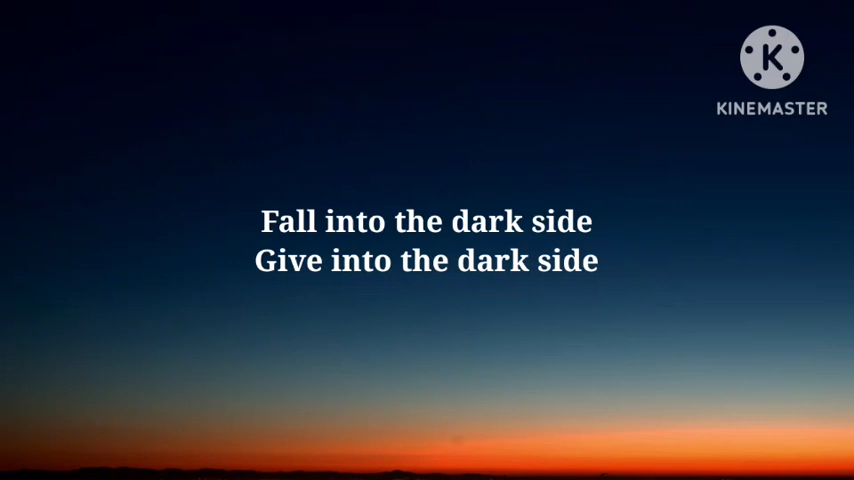 K
KINEMASTER
Fall into the dark side
Give into the dark side